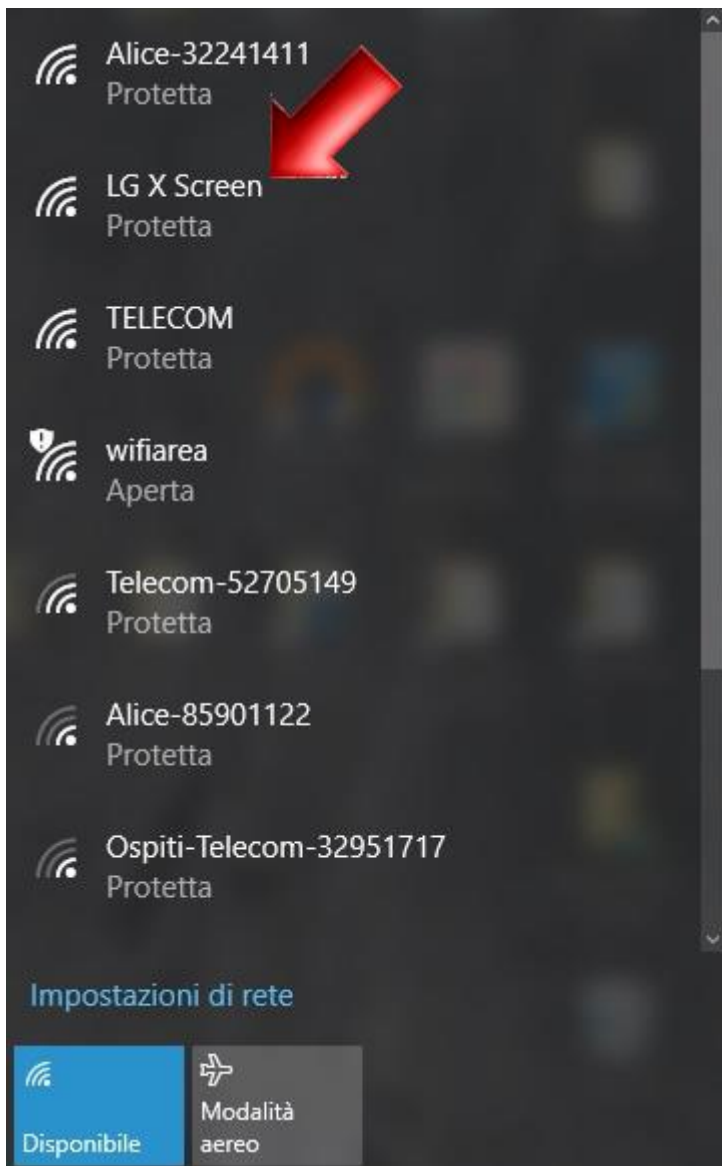 Alice-32241411
Protetta
LG X Screen
Protetta
TELECOM
Protetta
wifiarea
Aperta
Telecom-52705149
Protetta
Alice-85901122
Protetta
Ospiti-Telecom-32951717
Protetta
Impostazioni di rete
Disponibile
Modalità
aereo